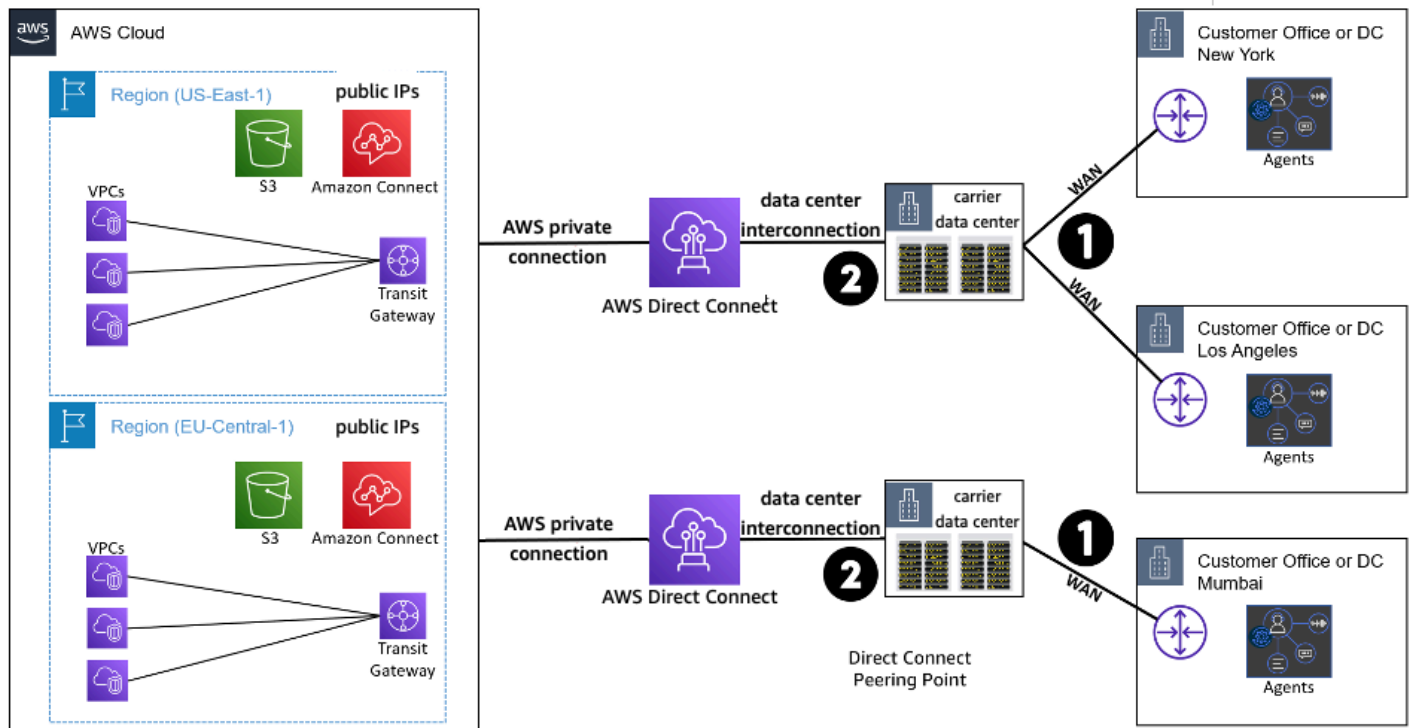 aws
AWS Cloud
Region (US-East-1)
public IPs
S3
Amazon Connect
VPCs
Transit
Gateway
Region (EU-Central-1)
public IPs
S3
Amazon Connect
VPCs
Transit
Gateway
AWS private
connection
AWS Direct Connect
data center
interconnection
2
carrier
data center
WAN
1
WAN
AWS private
connection
AWS Direct Connect
data center
interconnection
2
carrier
data center
1
WAN
Direct Connect
Peering Point
Customer Office or DC
New York
Agents
Customer Office or DC
Los Angeles
Agents
Customer Office or DC
Mumbai
Agents